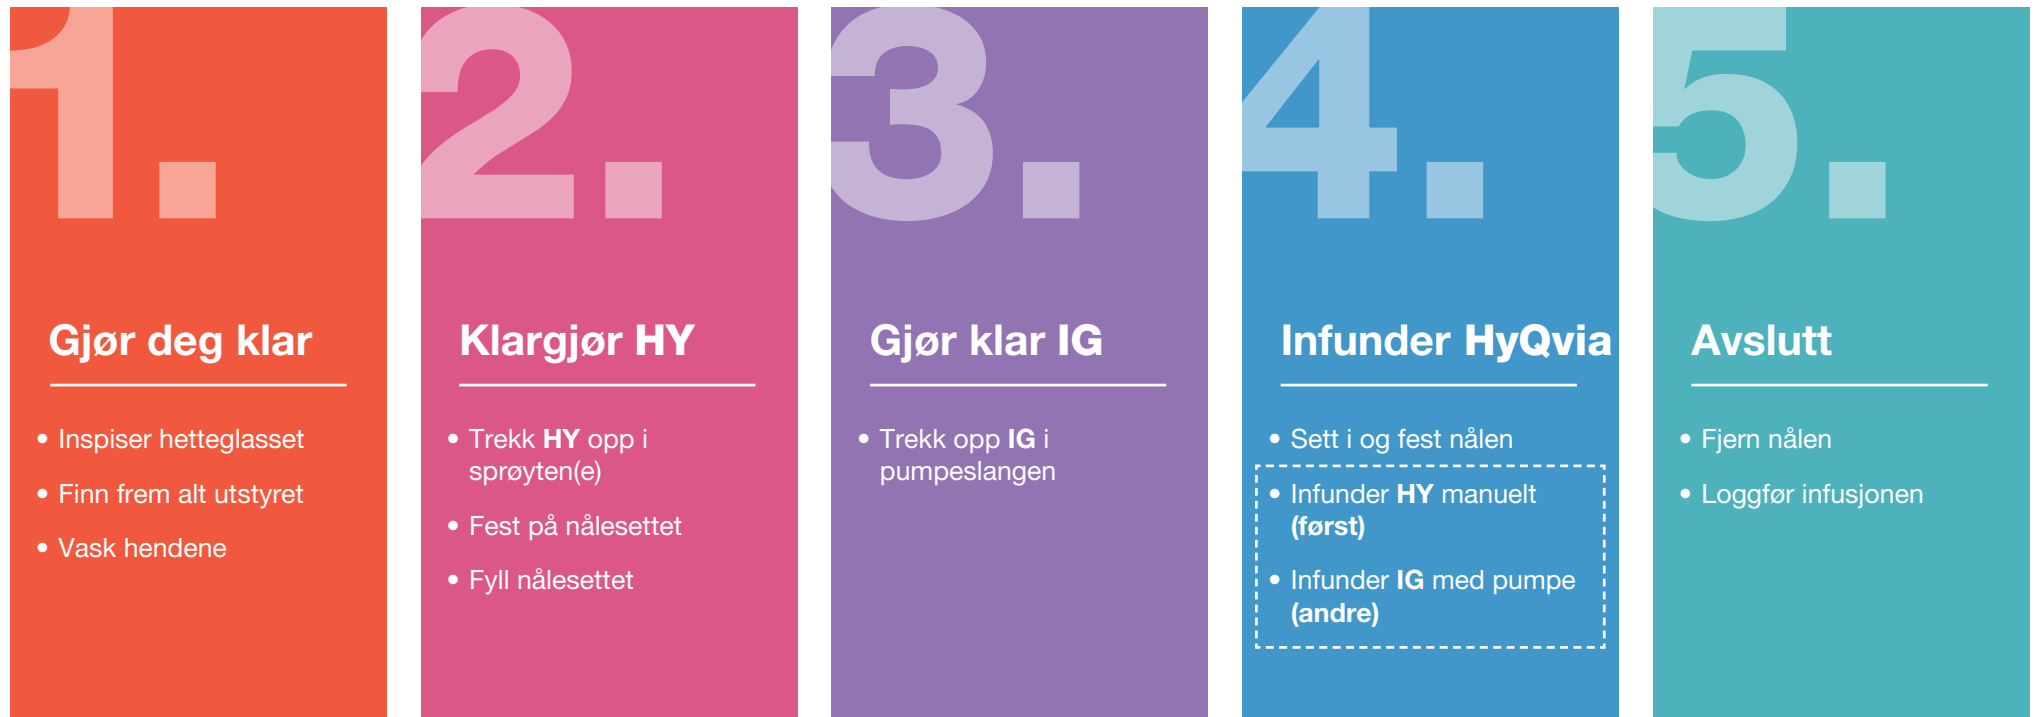 1.
Gjør deg klar
• Inspiser hetteglasset
• Finn frem alt utstyret
• Vask hendene
2.
Klargjør HY
• Trekk HY opp i
sprøyten(e)
• Fest på nålesettet
• Fyll nålesettet
3.
Gjør klar IG
• Trekk opp IG i
pumpeslangen
4.
Infunder HyQvia
• Sett i og fest nålen
• Infunder HY manuelt
(først)
• Infunder IG med pumpe
(andre)
5.
Avslutt
• Fjern nålen
• Loggfør infusjonen